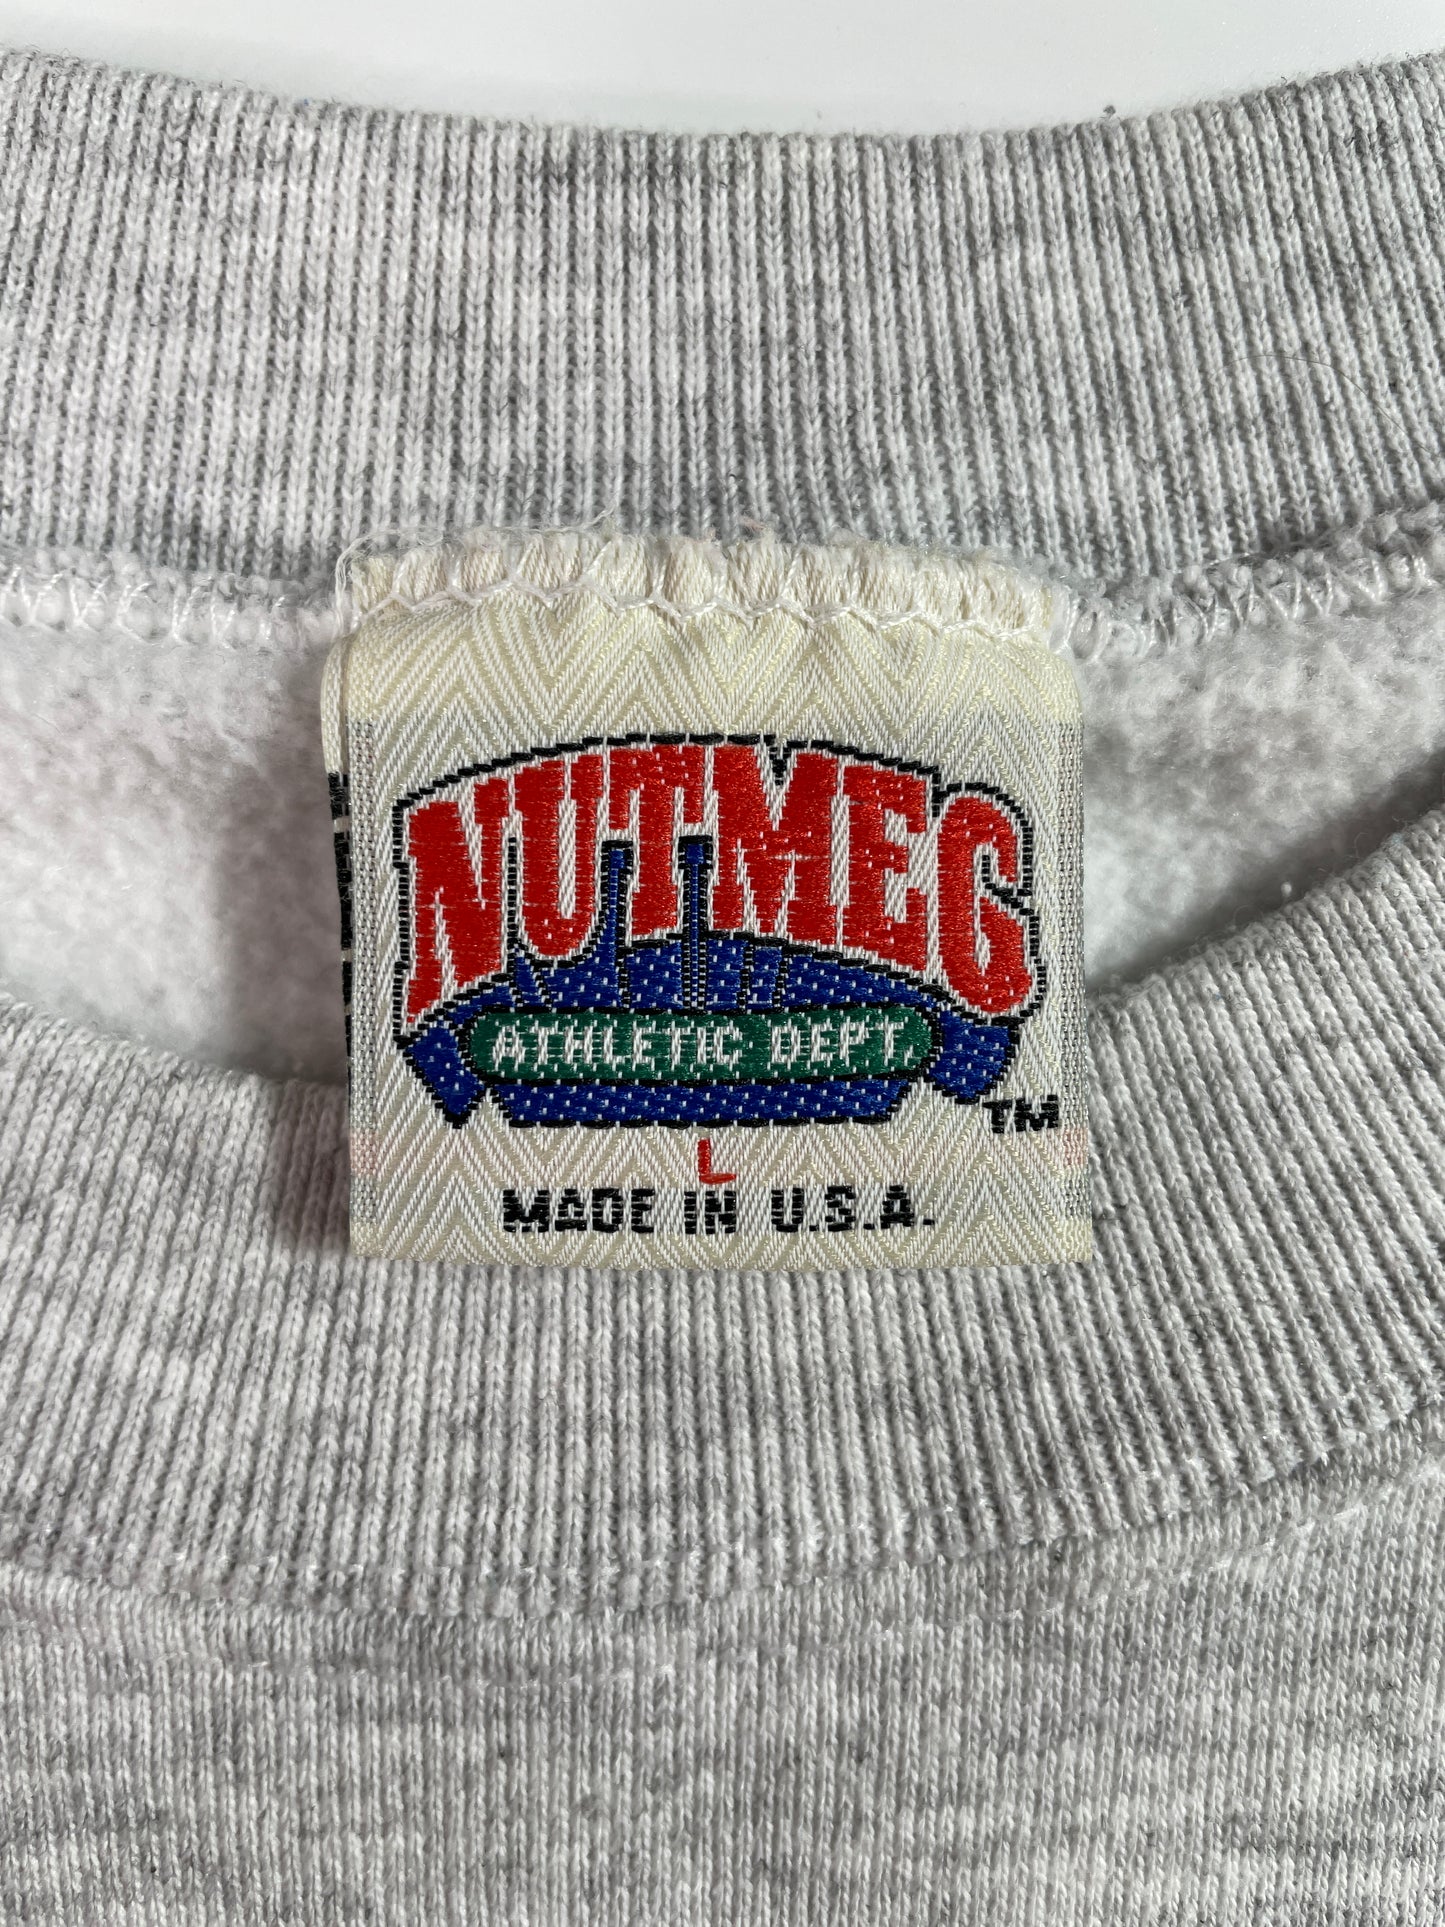 NUTMEG
ATHLETIC DEPT.
TM
L
MADE IN U.S.A.